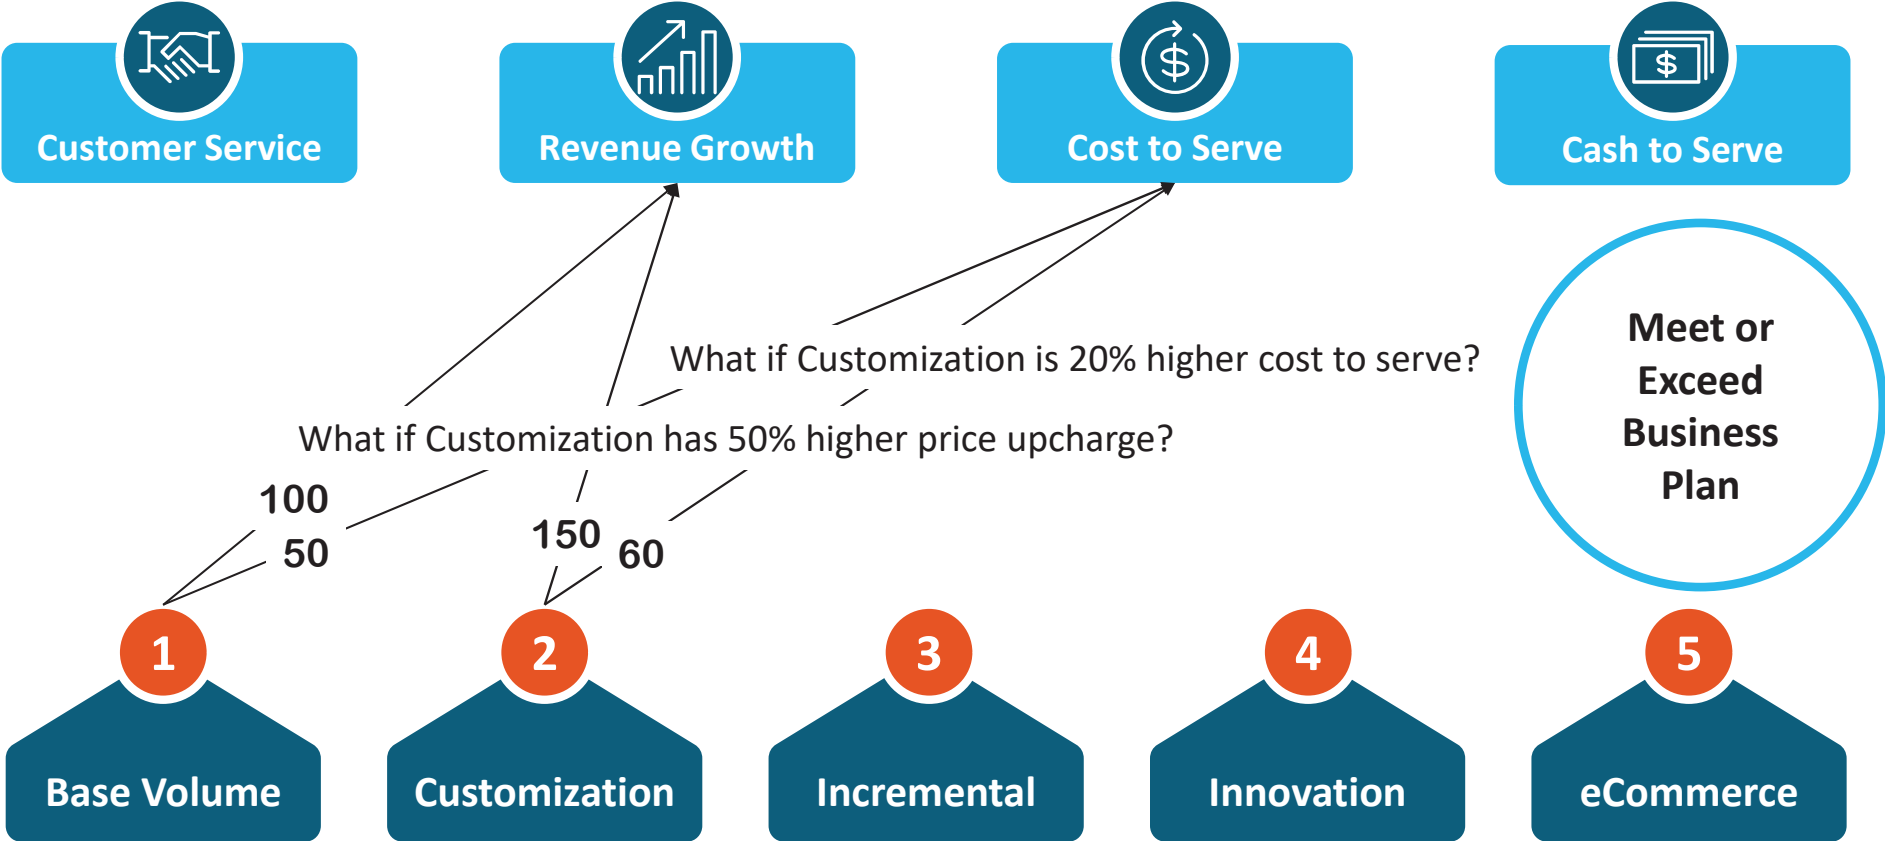 Customer Service
Revenue Growth
Cost to Serve
Cash to Serve
Meet or
Exceed
Business
Plan
What if Customization is 20% higher cost to serve?
What if Customization has 50% higher price upcharge?
100
50
150
60
1
2
3
4
5
Base Volume
Customization
Incremental
Innovation
eCommerce